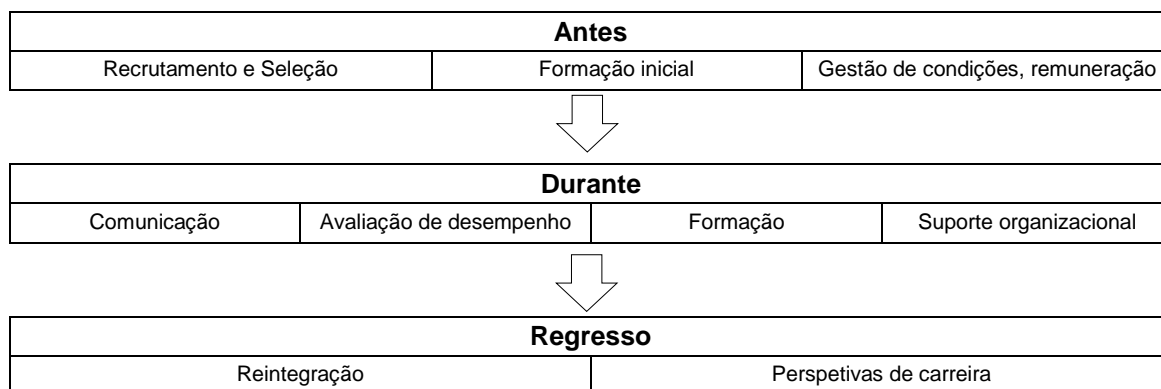 Antes
Recrutamento e Seleção
Formação inicial
Gestão de condições, remuneração
Durante
Comunicação
Avaliação de desempenho
Formação
Suporte organizacional
Regresso
Reintegração
Perspetivas de carreira